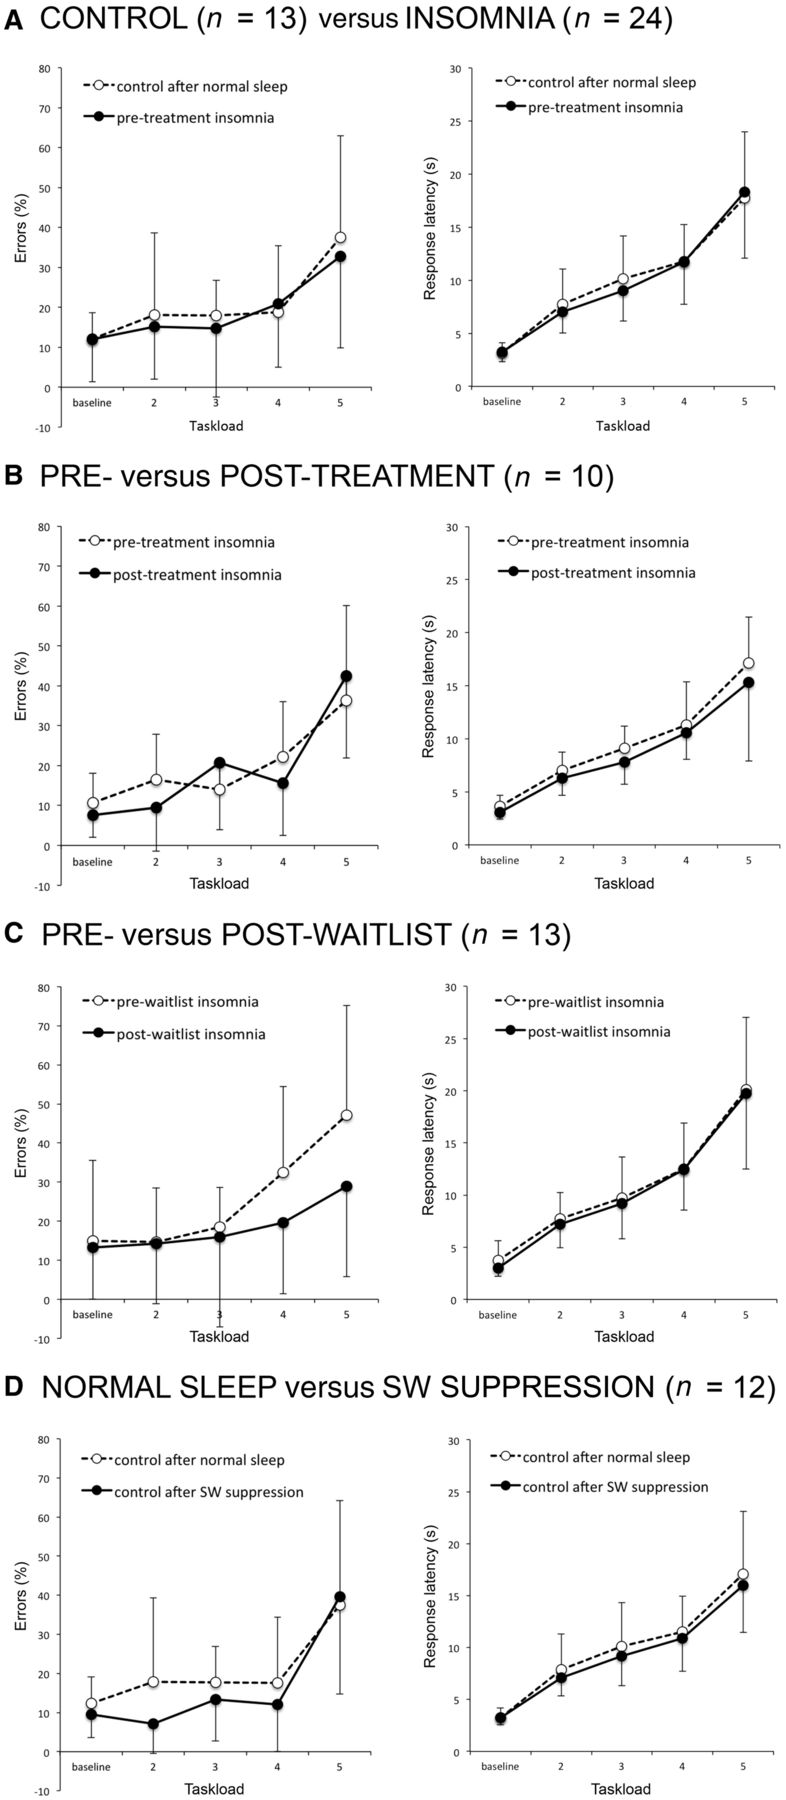 A CONTROL (n = 13) versus INSOMNIA (n = 24)
80
70
60
50
40
30
20
10
0
-10
Errors (%)
control after normal sleep
pre-treatment insomnia
baseline 2 3 4 5
Taskload
30
25
20
15
10
5
0
Response latency (s)
control after normal sleep
pre-treatment insomnia
baseline 2 3 4 5
Taskload
B PRE- versus POST-TREATMENT (n = 10)
80
70
60
50
40
30
20
10
0
-10
Errors (%)
pre-treatment insomnia
post-treatment insomnia
baseline 2 3 4 5
Taskload
30
25
20
15
10
5
0
Response latency (s)
pre-treatment insomnia
post-treatment insomnia
baseline 2 3 4 5
Taskload
C PRE- versus POST-WAITLIST (n = 13)
80
70
60
50
40
30
20
10
0
-10
Errors (%)
pre-waitlist insomnia
post-waitlist insomnia
baseline 2 3 4 5
Taskload
30
25
20
15
10
5
0
Response latency (s)
pre-waitlist insomnia
post-waitlist insomnia
baseline 2 3 4 5
Taskload
D NORMAL SLEEP versus SW SUPPRESSION (n = 12)
80
70
60
50
40
30
20
10
0
-10
Errors (%)
control after normal sleep
control after SW suppression
baseline 2 3 4 5
Taskload
30
25
20
15
10
5
0
Response latency (s)
control after normal sleep
control after SW suppression
baseline 2 3 4 5
Taskload